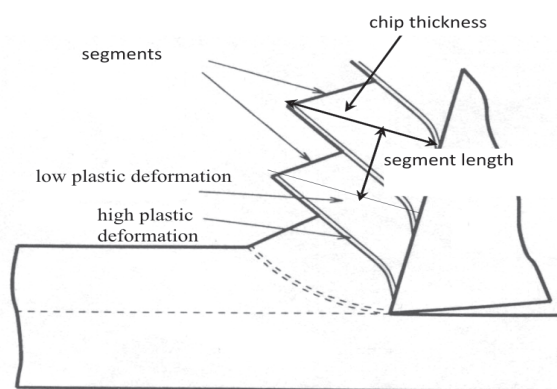 chip thickness
segments
segment length
low plastic deformation
high plastic
deformation